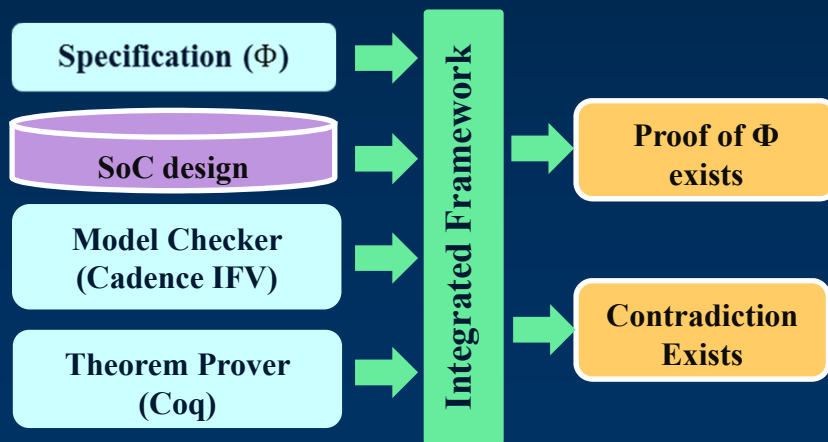 Specification (Φ)
SoC design
Model Checker
(Cadence IFV)
Theorem Prover
(Coq)
Integrated Framework
Proof of Φ
exists
Contradiction
Exists